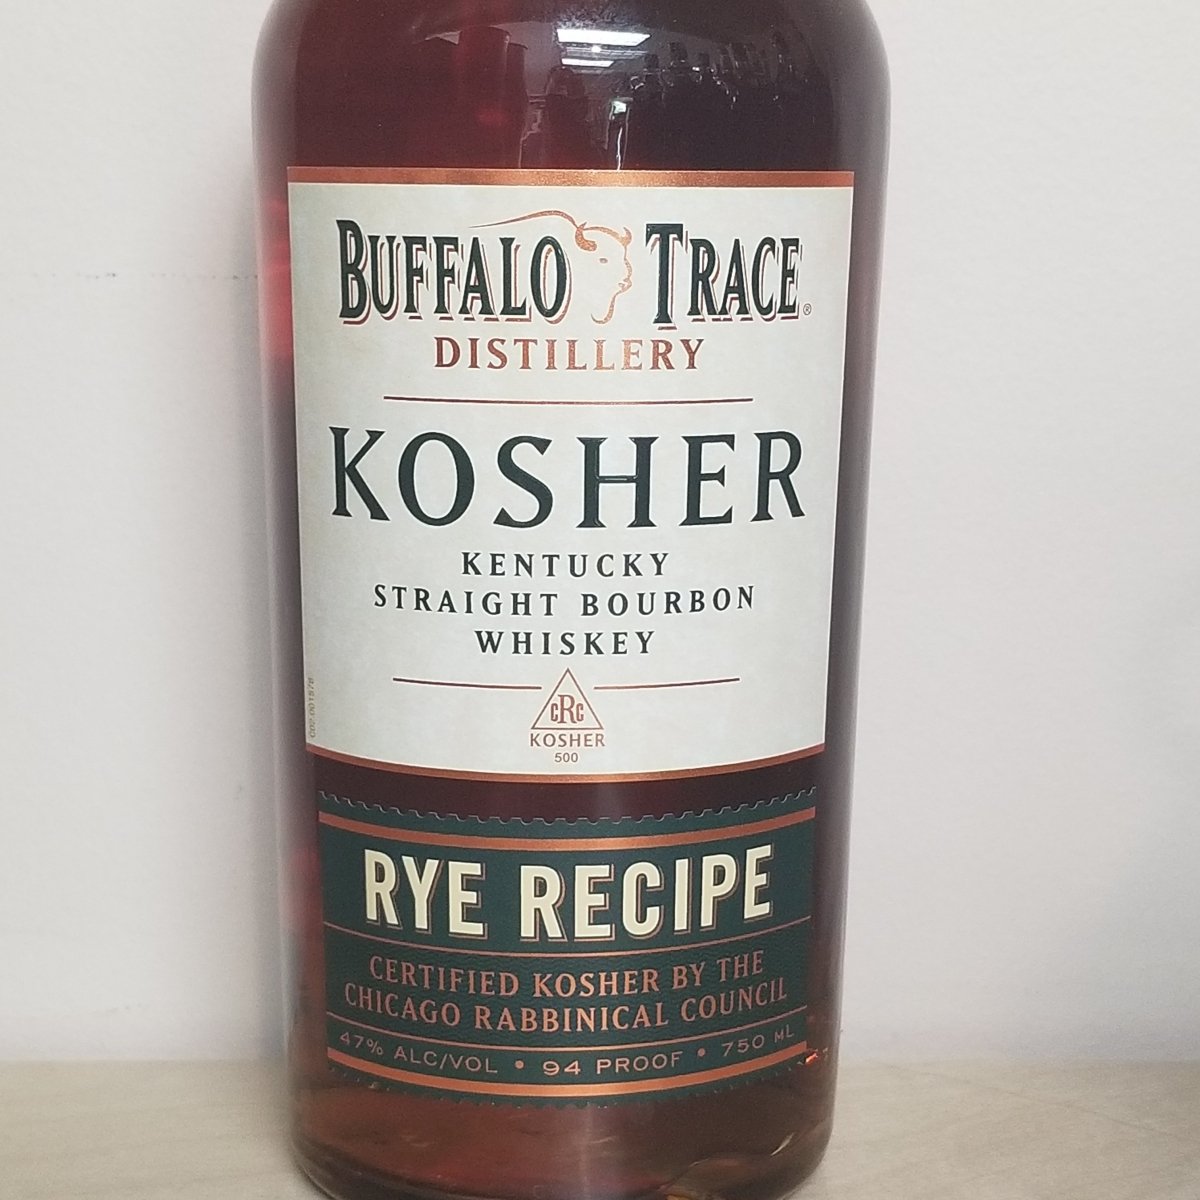 BUFFALO TRACE®
DISTILLERY
KOSHER
KENTUCKY
STRAIGHT BOURBON
WHISKEY
cRc
KOSHER
500
RYE RECIPE
CERTIFIED KOSHER BY THE
CHICAGO RABBINICAL COUNCIL
47% ALC/VOL • 94 PROOF • 750 ML